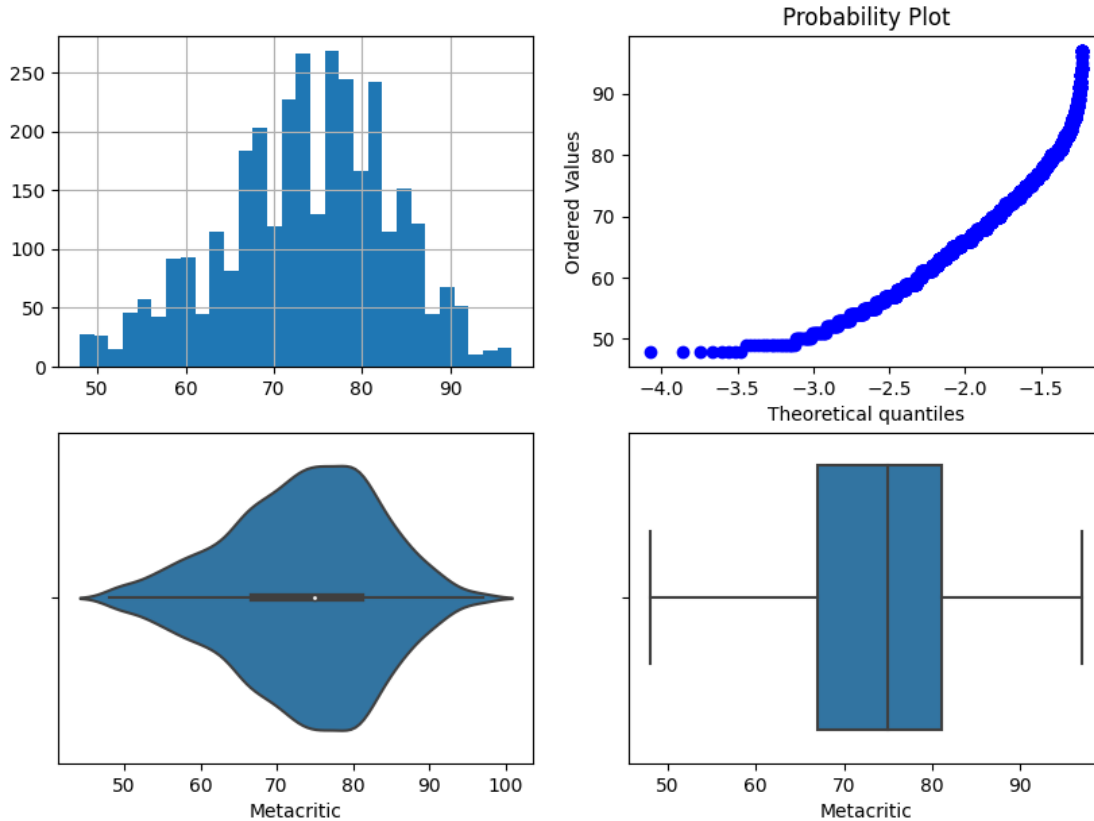 Probability Plot
250
200
150
100
50
0
50 60 70 80 90
Ordered Values
90
80
70
60
50
−4.0 −3.5 −3.0 −2.5 −2.0 −1.5
Theoretical quantiles
50 60 70 80 90 100
Metacritic
50 60 70 80 90
Metacritic